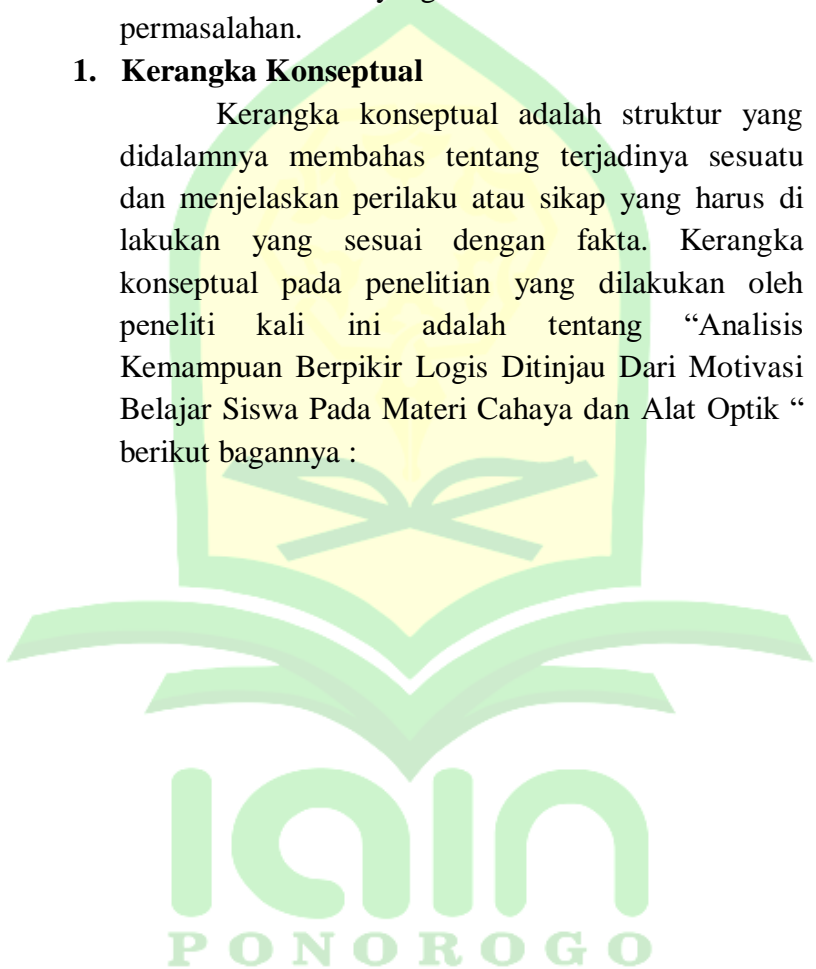 permasalahan.
1. Kerangka Konseptual
Kerangka konseptual adalah struktur yang
didalamnya membahas tentang terjadinya sesuatu
dan menjelaskan perilaku atau sikap yang harus di
lakukan yang sesuai dengan fakta. Kerangka
konseptual pada penelitian yang dilakukan oleh
peneliti kali ini adalah tentang “Analisis
Kemampuan Berpikir Logis Ditinjau Dari Motivasi
Belajar Siswa Pada Materi Cahaya dan Alat Optik “
berikut bagannya :
iain
PONOROGO